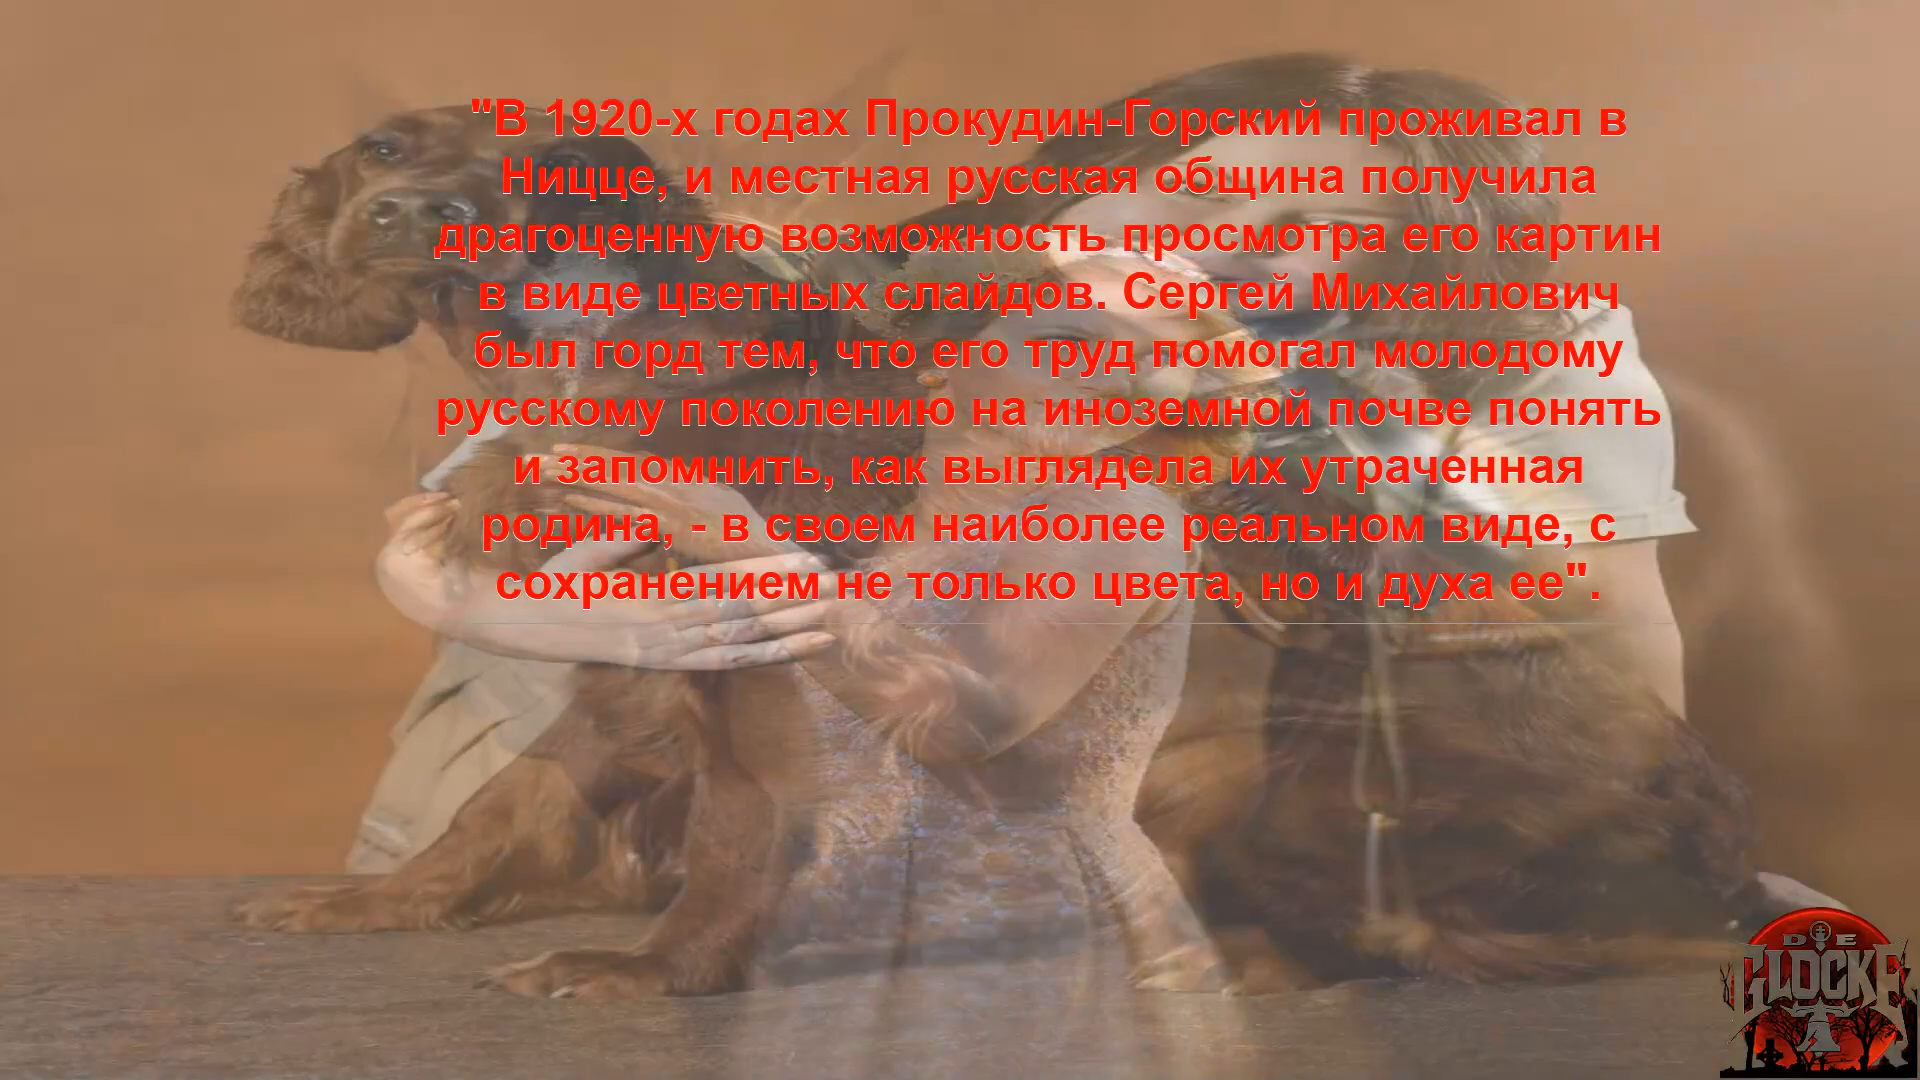 "В 1920-х годах Прокудин-Горский проживал в
Ницце, и местная русская община получила
драгоценную возможность просмотра его картин
в виде цветных слайдов. Сергей Михайлович
был горд тем, что его труд помогал молодому
русскому поколению на иноземной почве понять
и запомнить, как выглядела их утраченная
родина, - в своем наиболее реальном виде, с
сохранением не только цвета, но и духа ее".
DIE
GLOCKE